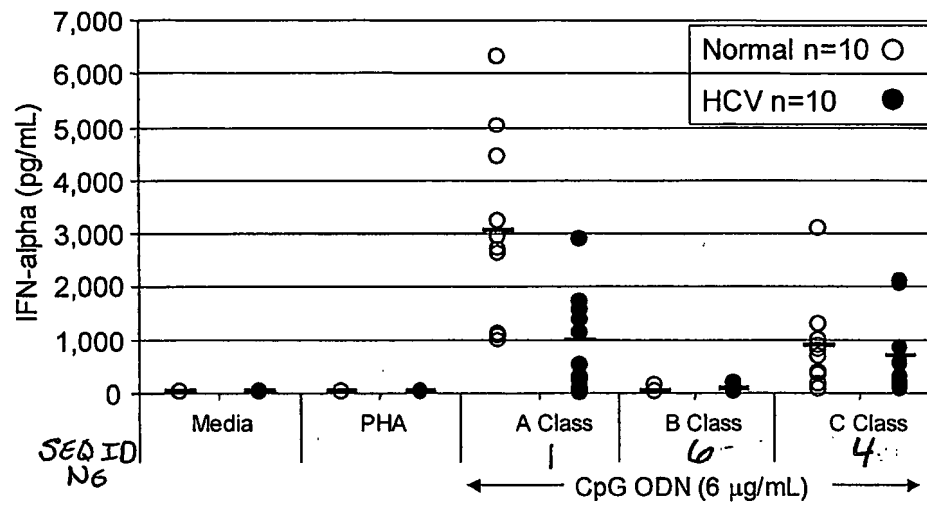 7,000
6,000
5,000
4,000
3,000
2,000
1,000
0
IFN-alpha (pg/mL)
Normal n=10
HCV n=10
Media PHA A Class B Class C Class
SEQ ID 1 6 4
NO
CpG ODN (6 µg/mL)